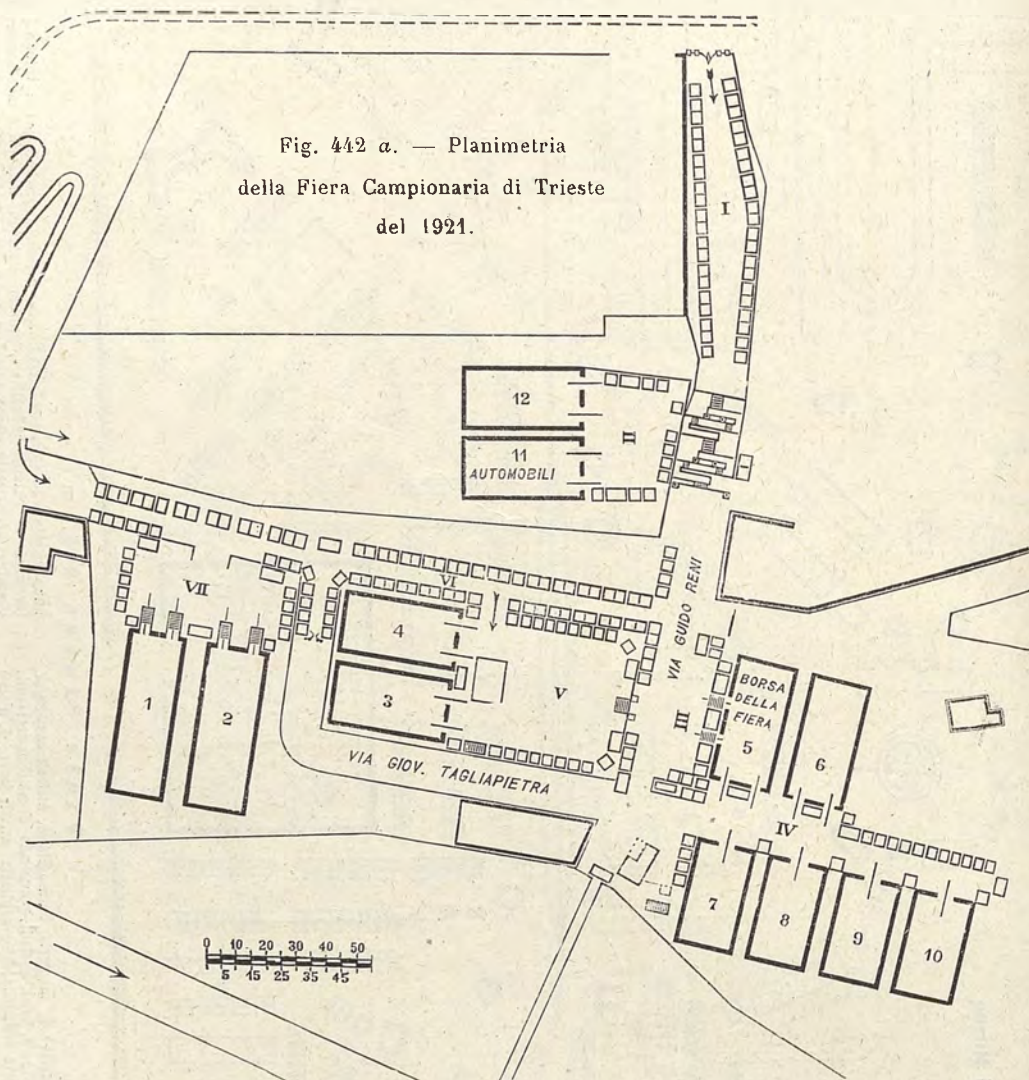 Fig. 442 a. — Planimetria
della Fiera Campionaria di Trieste
del 1921.
I
12
II
11
AUTOMOBILI
VI
VII
4
V
3
1
2
VIA GUIDO RENI
III
BORSA
DELLA
FIERA
5
6
VIA GIOV. TAGLIAPIETRA
IV
7
8
9
10
0 10 20 30 40 50
5 15 25 35 45